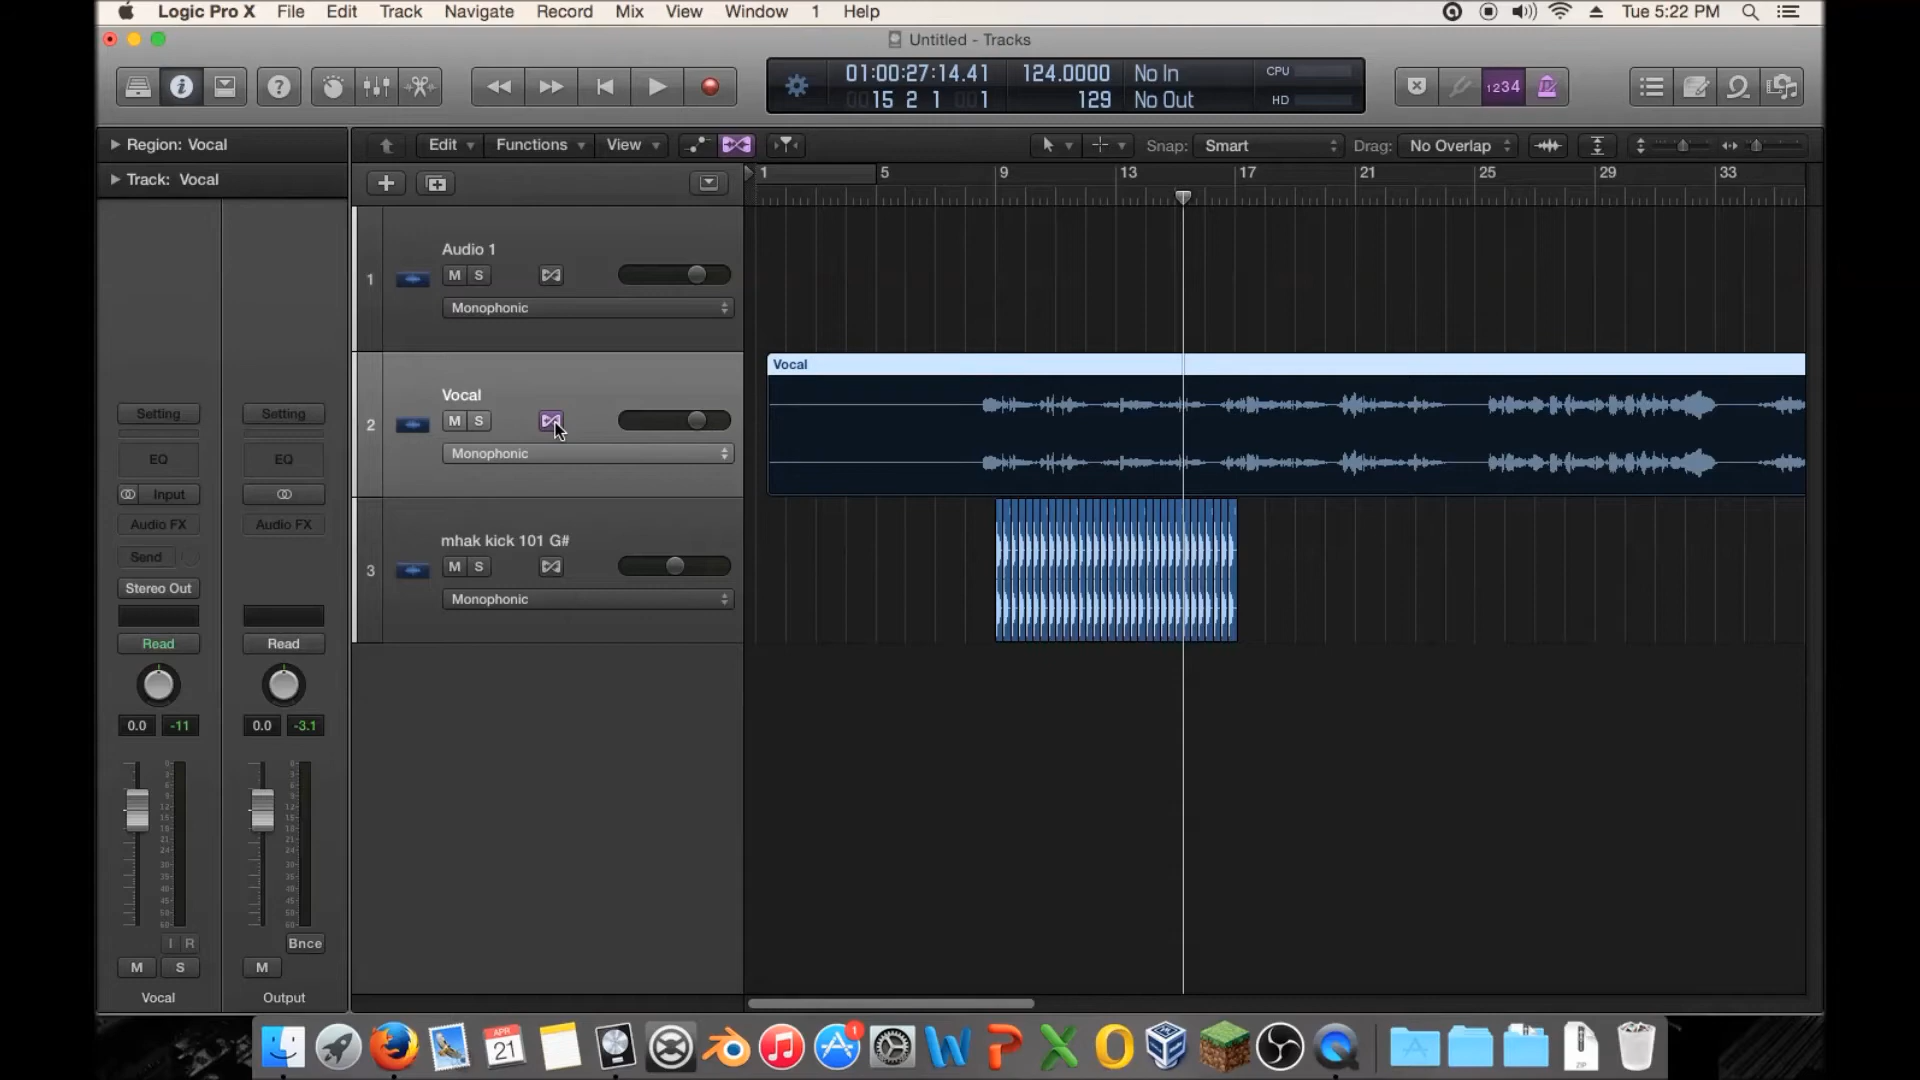 Logic Pro X File Edit Track Navigate Record Mix View Window 1 Help Tue 5:22 PM
Untitled - Tracks
01:00:27:14.41 124.0000 No In CPU
15 2 1 1 129 No Out HD
1234
Region: Vocal
Edit Functions View Snap: Smart Drag: No Overlap
Track: Vocal
1 5 9 13 17 21 25 29 33
1 Audio 1
M S
Monophonic
Vocal
2 Vocal
M S
Monophonic
3 mhak kick 101 G#
M S
Monophonic
Setting Setting
EQ EQ
Input
Audio FX Audio FX
Send
Stereo Out
Read Read
0.0 -11 0.0 -3.1
I R Bnce
M S M
Vocal Output
APR
21
1
ZIP